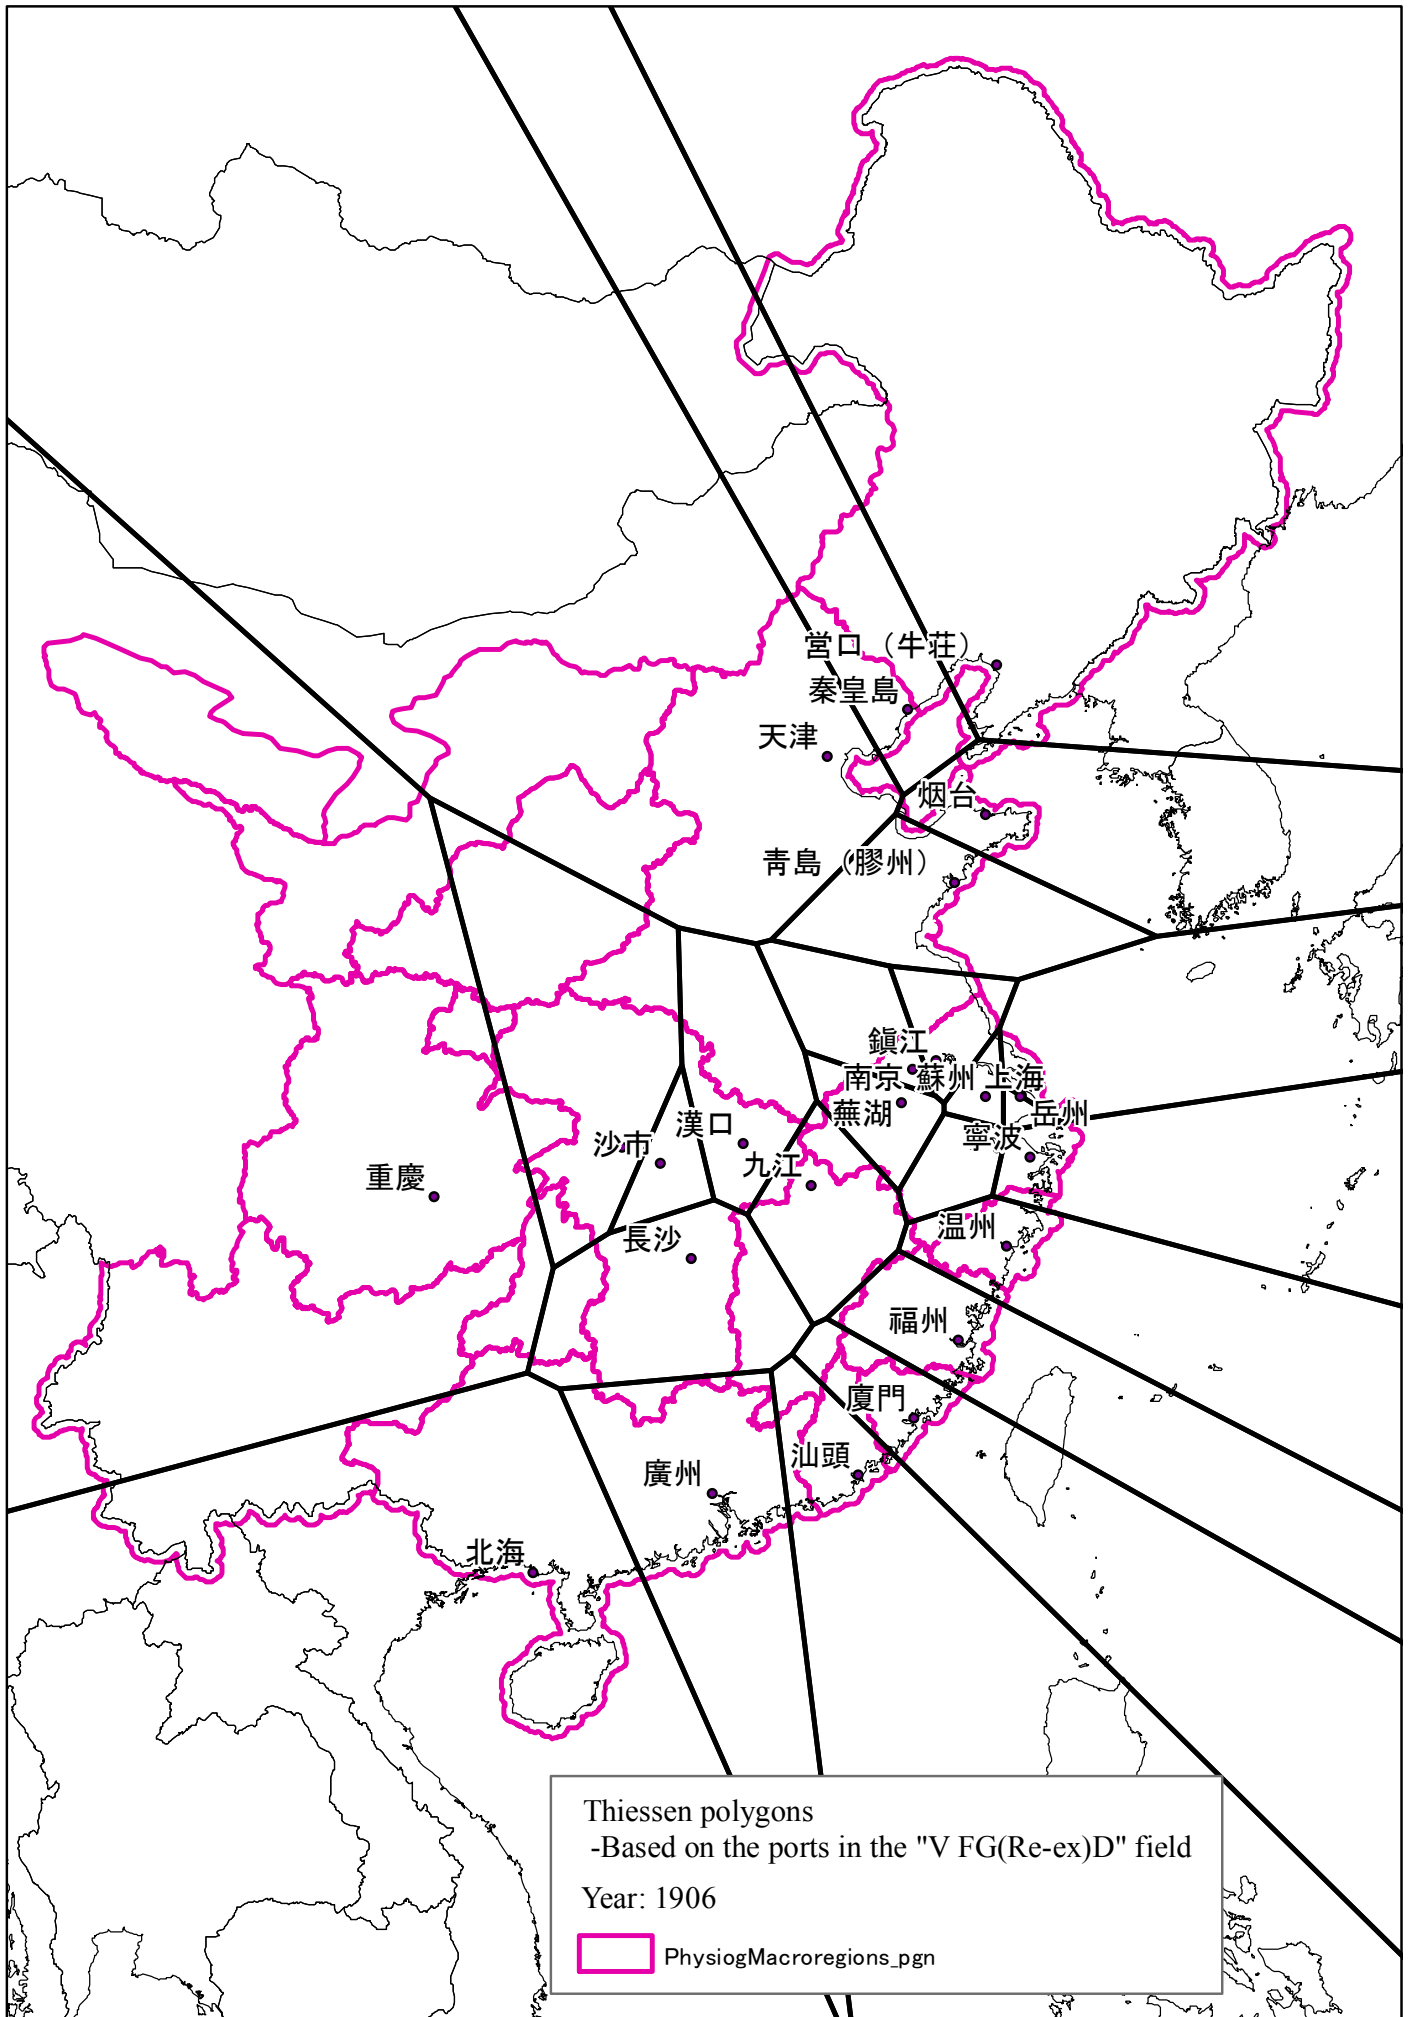 営口（牛荘）
秦皇島
天津
烟台
青島（膠州）
鎮江
南京
蘇州
上海
蕪湖
岳州
漢口
寧波
沙市
九江
重慶
長沙
温州
福州
廈門
汕頭
廣州
北海
Thiessen polygons
-Based on the ports in the "V FG(Re-ex)D" field
Year: 1906
PhysiogMacroregions_pgn